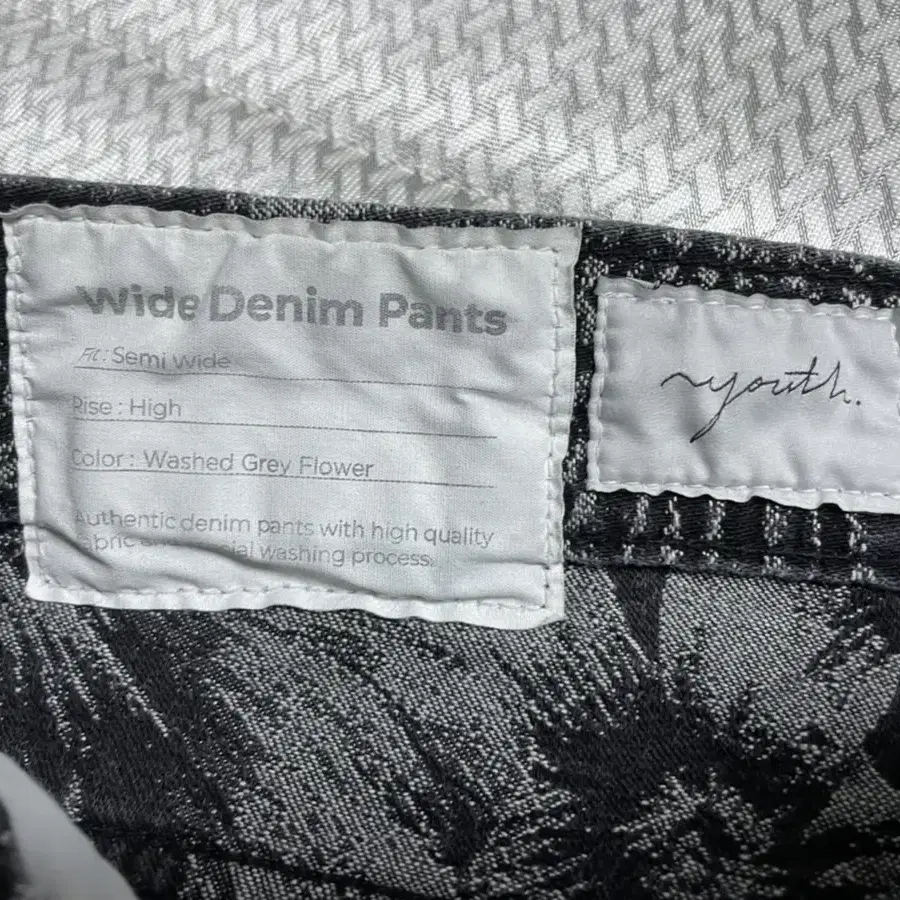 Wide Denim Pants
Fit: Semi Wide
Rise : High
Color : Washed Grey Flower
Authentic denim pants with high quality
fabric washing process.
youth.